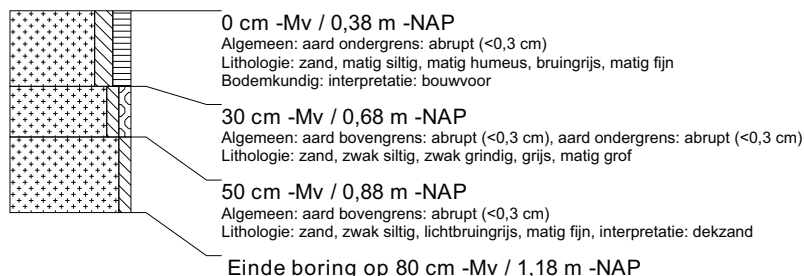 0 cm -Mv / 0,38 m -NAP
Algemeen: aard ondergrens: abrupt (<0,3 cm)
Lithologie: zand, matig siltig, matig humeus, bruingrijs, matig fijn
Bodemkundig: interpretatie: bouwvoor
30 cm -Mv / 0,68 m -NAP
Algemeen: aard bovengrens: abrupt (<0,3 cm), aard ondergrens: abrupt (<0,3 cm)
Lithologie: zand, zwak siltig, zwak grindig, grijs, matig grof
50 cm -Mv / 0,88 m -NAP
Algemeen: aard bovengrens: abrupt (<0,3 cm)
Lithologie: zand, zwak siltig, lichtbruingrijs, matig fijn, interpretatie: dekzand
Einde boring op 80 cm -Mv / 1,18 m -NAP